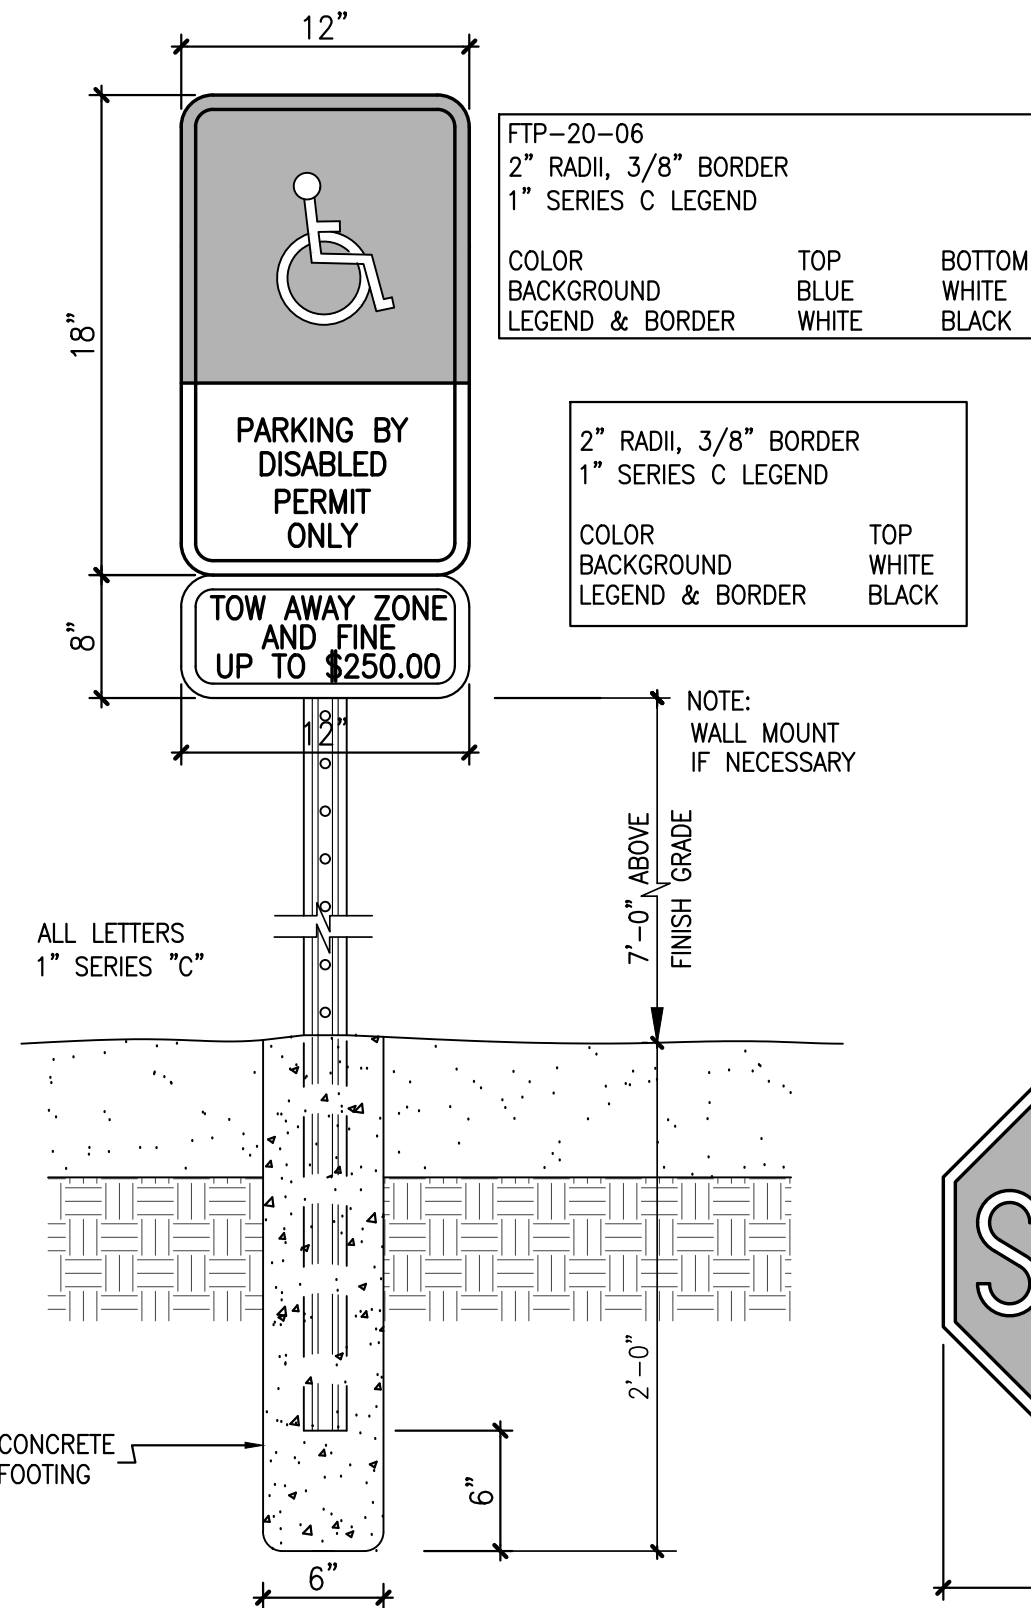 12”
FTP-20-06
2” RADII, 3/8” BORDER
1” SERIES C LEGEND
COLOR TOP BOTTOM
BACKGROUND BLUE WHITE
LEGEND & BORDER WHITE BLACK
18”
PARKING BY
DISABLED
PERMIT
ONLY
2” RADII, 3/8” BORDER
1” SERIES C LEGEND
COLOR TOP
BACKGROUND WHITE
LEGEND & BORDER BLACK
8”
TOW AWAY ZONE
AND FINE
UP TO $250.00
12”
NOTE:
WALL MOUNT
IF NECESSARY
7’-0” ABOVE
FINISH GRADE
ALL LETTERS
1” SERIES ”C”
S
2’-0”
CONCRETE
FOOTING
6”
6”